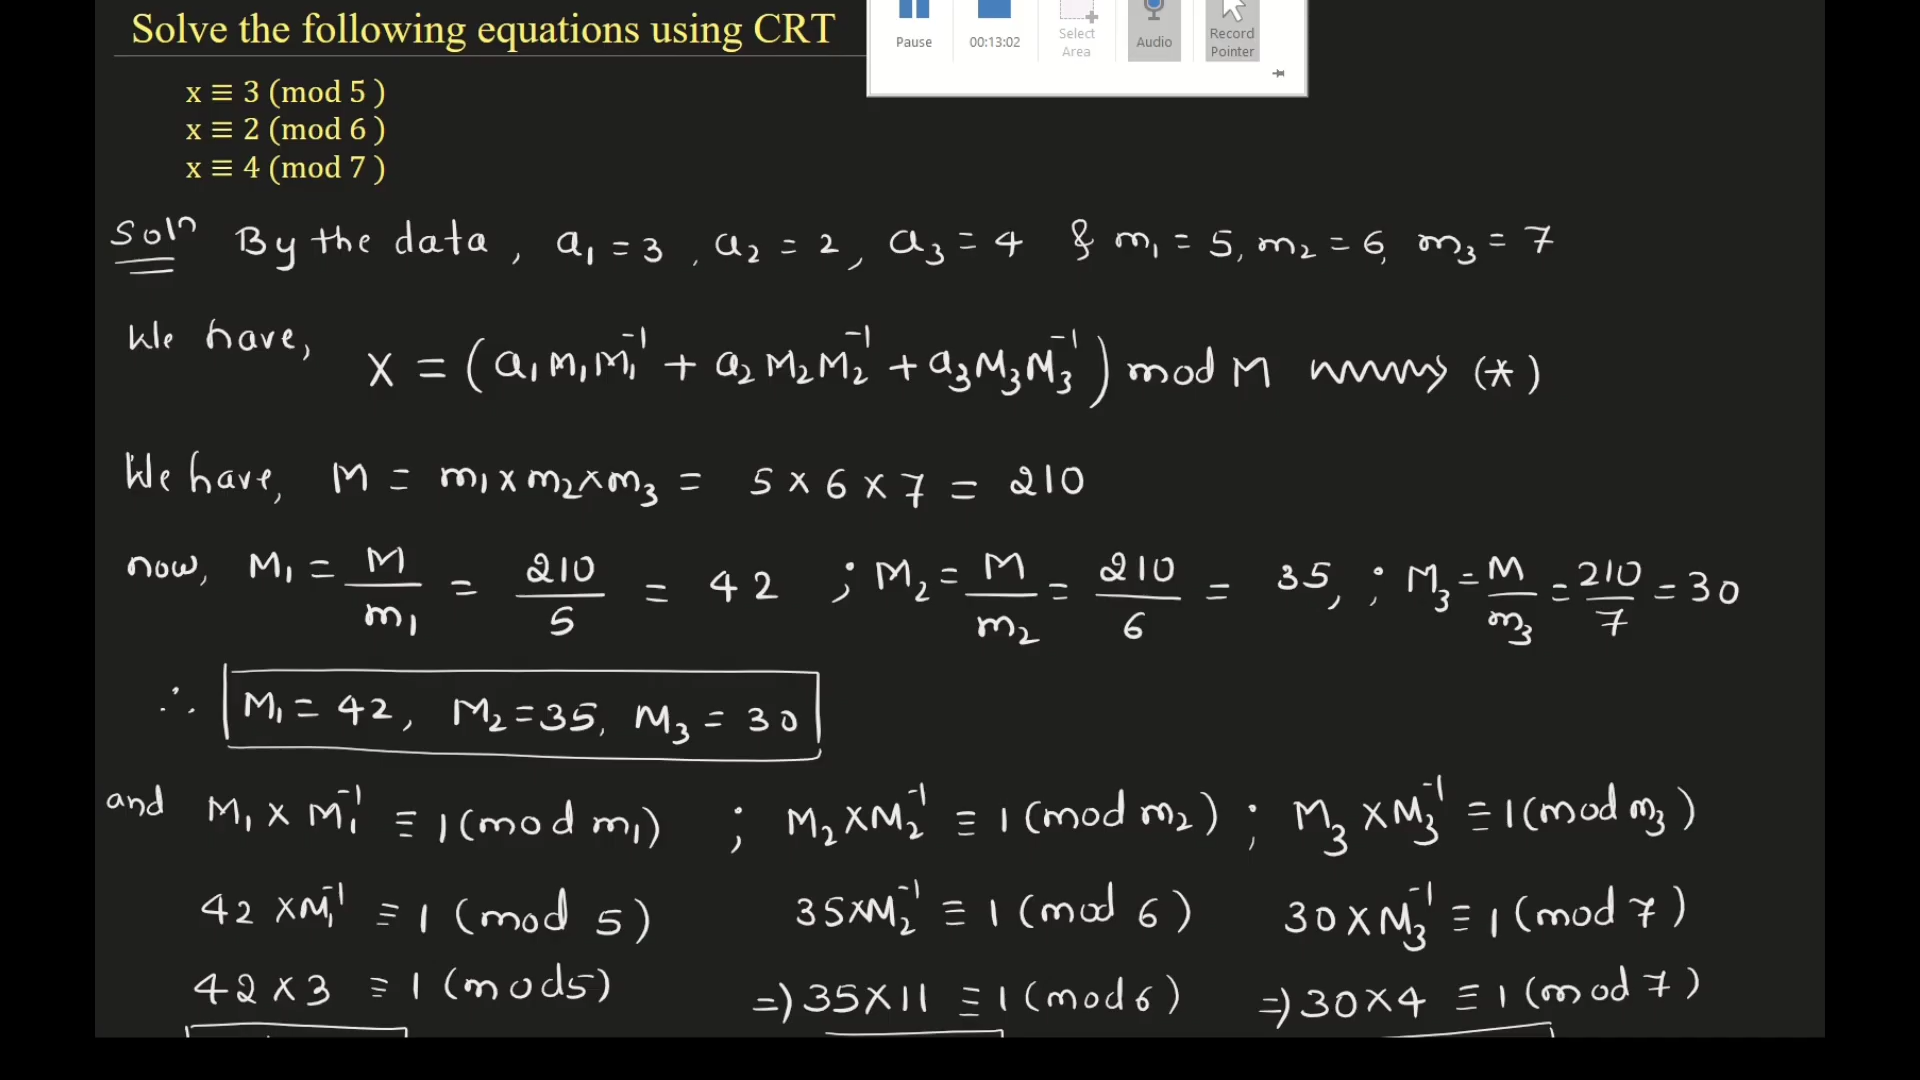 Solve the following equations using CRT
Pause 00:13:02 Select Area Audio Record Pointer
x ≡ 3 (mod 5 )
x ≡ 2 (mod 6 )
x ≡ 4 (mod 7 )
Soln By the data, a₁ = 3, a₂ = 2, a₃ = 4 & m₁ = 5, m₂ = 6, m₃ = 7
We have, X = (a₁M₁M₁⁻¹ + a₂M₂M₂⁻¹ + a₃M₃M₃⁻¹) mod M (*)
We have, M = m₁×m₂×m₃ = 5 × 6 × 7 = 210
now, M₁ = M/m₁ = 210/5 = 42 ; M₂ = M/m₂ = 210/6 = 35, ; M₃ = M/m₃ = 210/7 = 30
∴ M₁ = 42, M₂ = 35, M₃ = 30
and M₁ × M₁⁻¹ ≡ 1 (mod m₁) ; M₂ × M₂⁻¹ ≡ 1 (mod m₂) ; M₃ × M₃⁻¹ ≡ 1 (mod m₃)
42 × M₁⁻¹ ≡ 1 (mod 5) 35 × M₂⁻¹ ≡ 1 (mod 6) 30 × M₃⁻¹ ≡ 1 (mod 7)
42 × 3 ≡ 1 (mod 5) ⇒) 35 × 11 ≡ 1 (mod 6) ⇒) 30 × 4 ≡ 1 (mod 7)